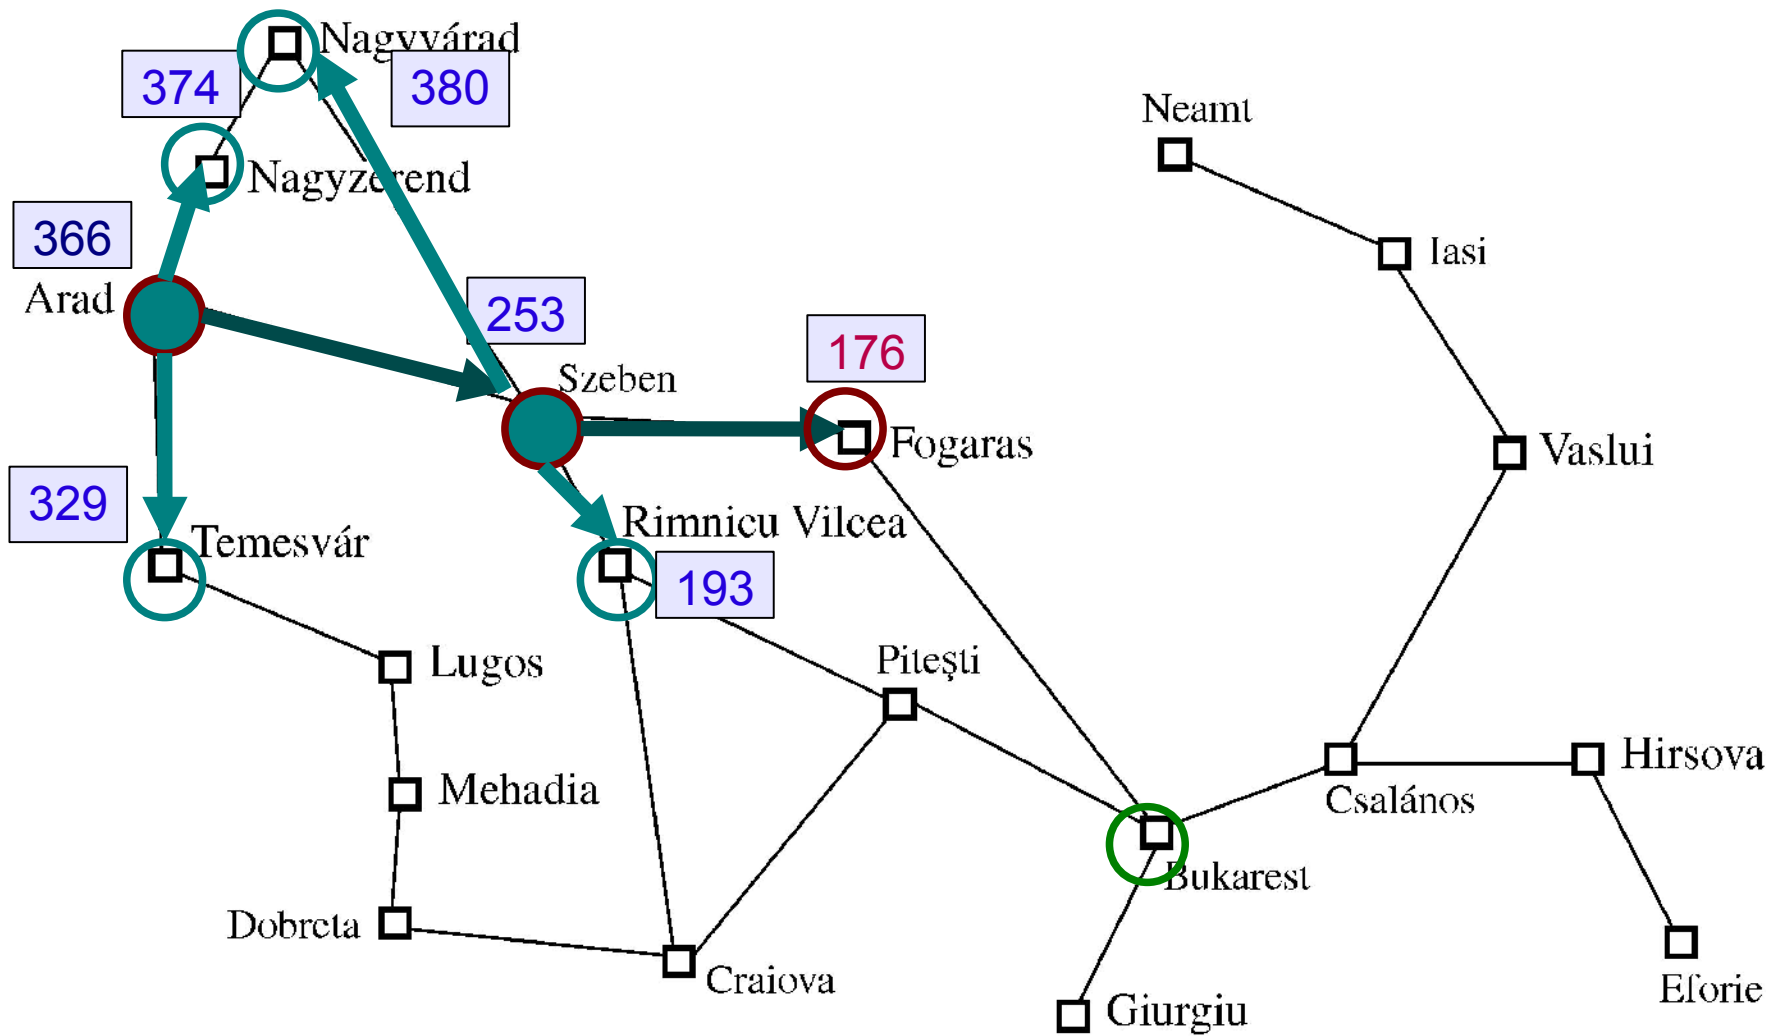 Nagyvárad
374
380
Neamt
Nagyzerend
366
Iasi
Arad
253
176
Szeben
Fogaras
Vaslui
329
Temesvár
Rimnicu Vilcea
193
Lugos
Piteşti
Mehadia
Hirsova
Csalános
Bukarest
Dobreta
Craiova
Eforie
Giurgiu